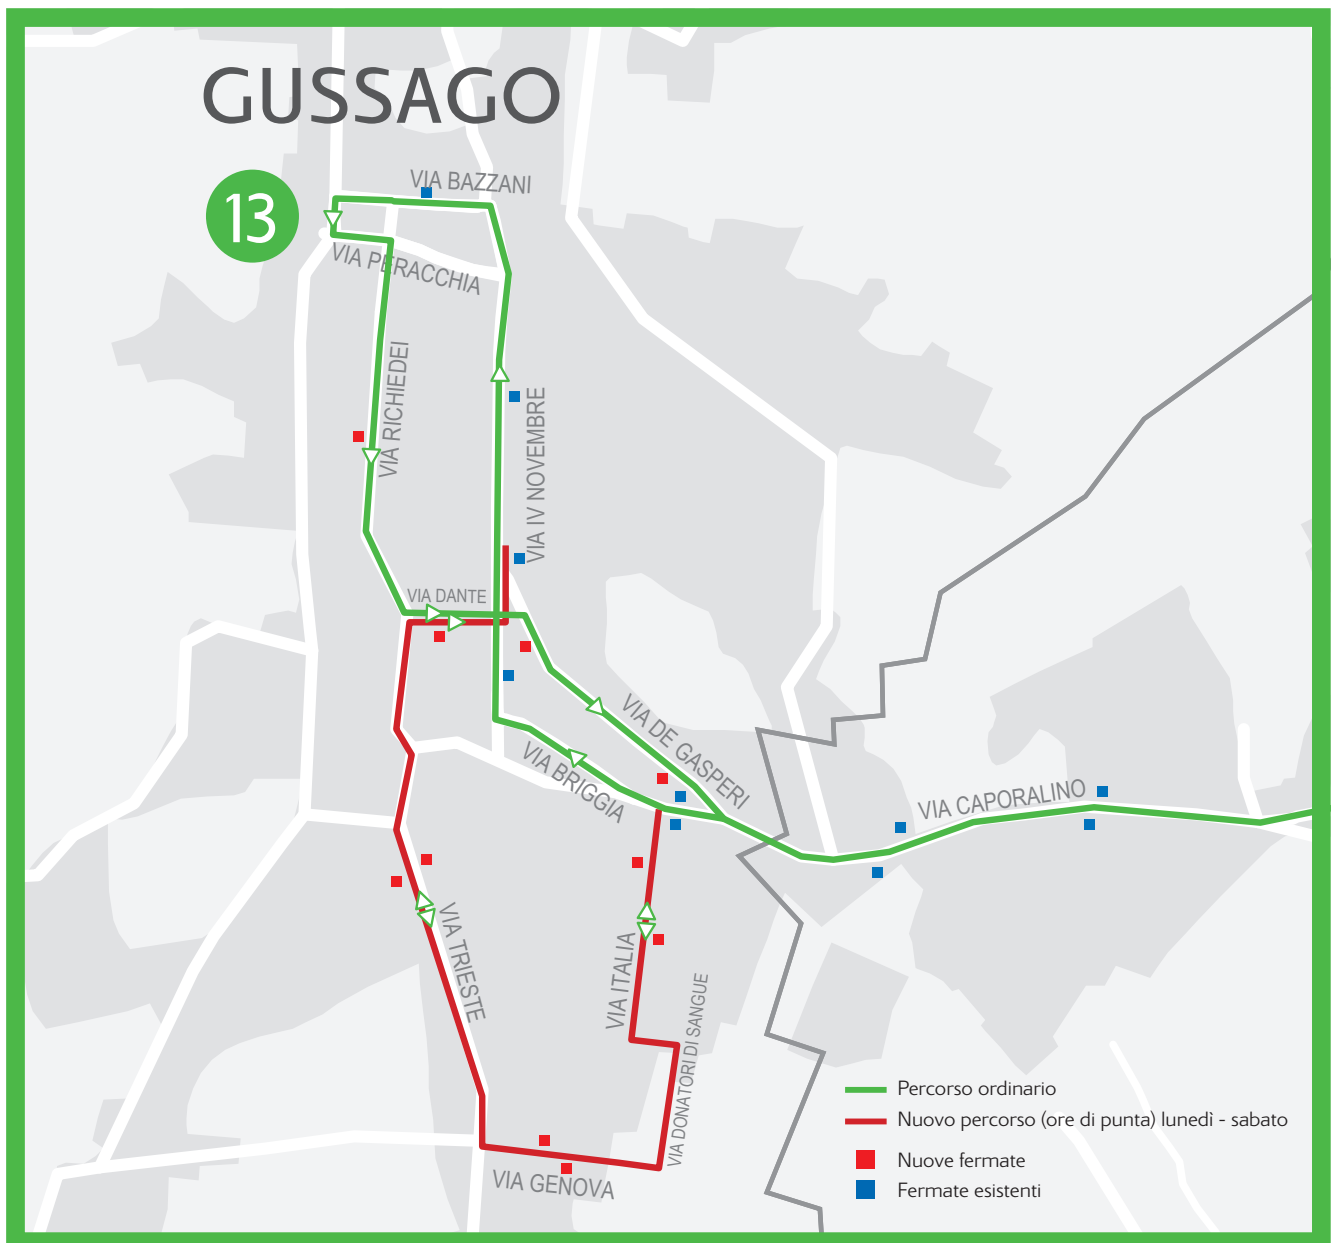 GUSSAGO
13
VIA BAZZANI
VIA PERACCHIA
VIA RICHIEDEI
VIA IV NOVEMBRE
VIA DANTE
VIA DE GASPERI
VIA BRIGGIA
VIA CAPORALINO
VIA TRIESTE
VIA ITALIA
VIA DONATORI DI SANGUE
VIA GENOVA
Percorso ordinario
Nuovo percorso (ore di punta) lunedì - sabato
Nuove fermate
Fermate esistenti